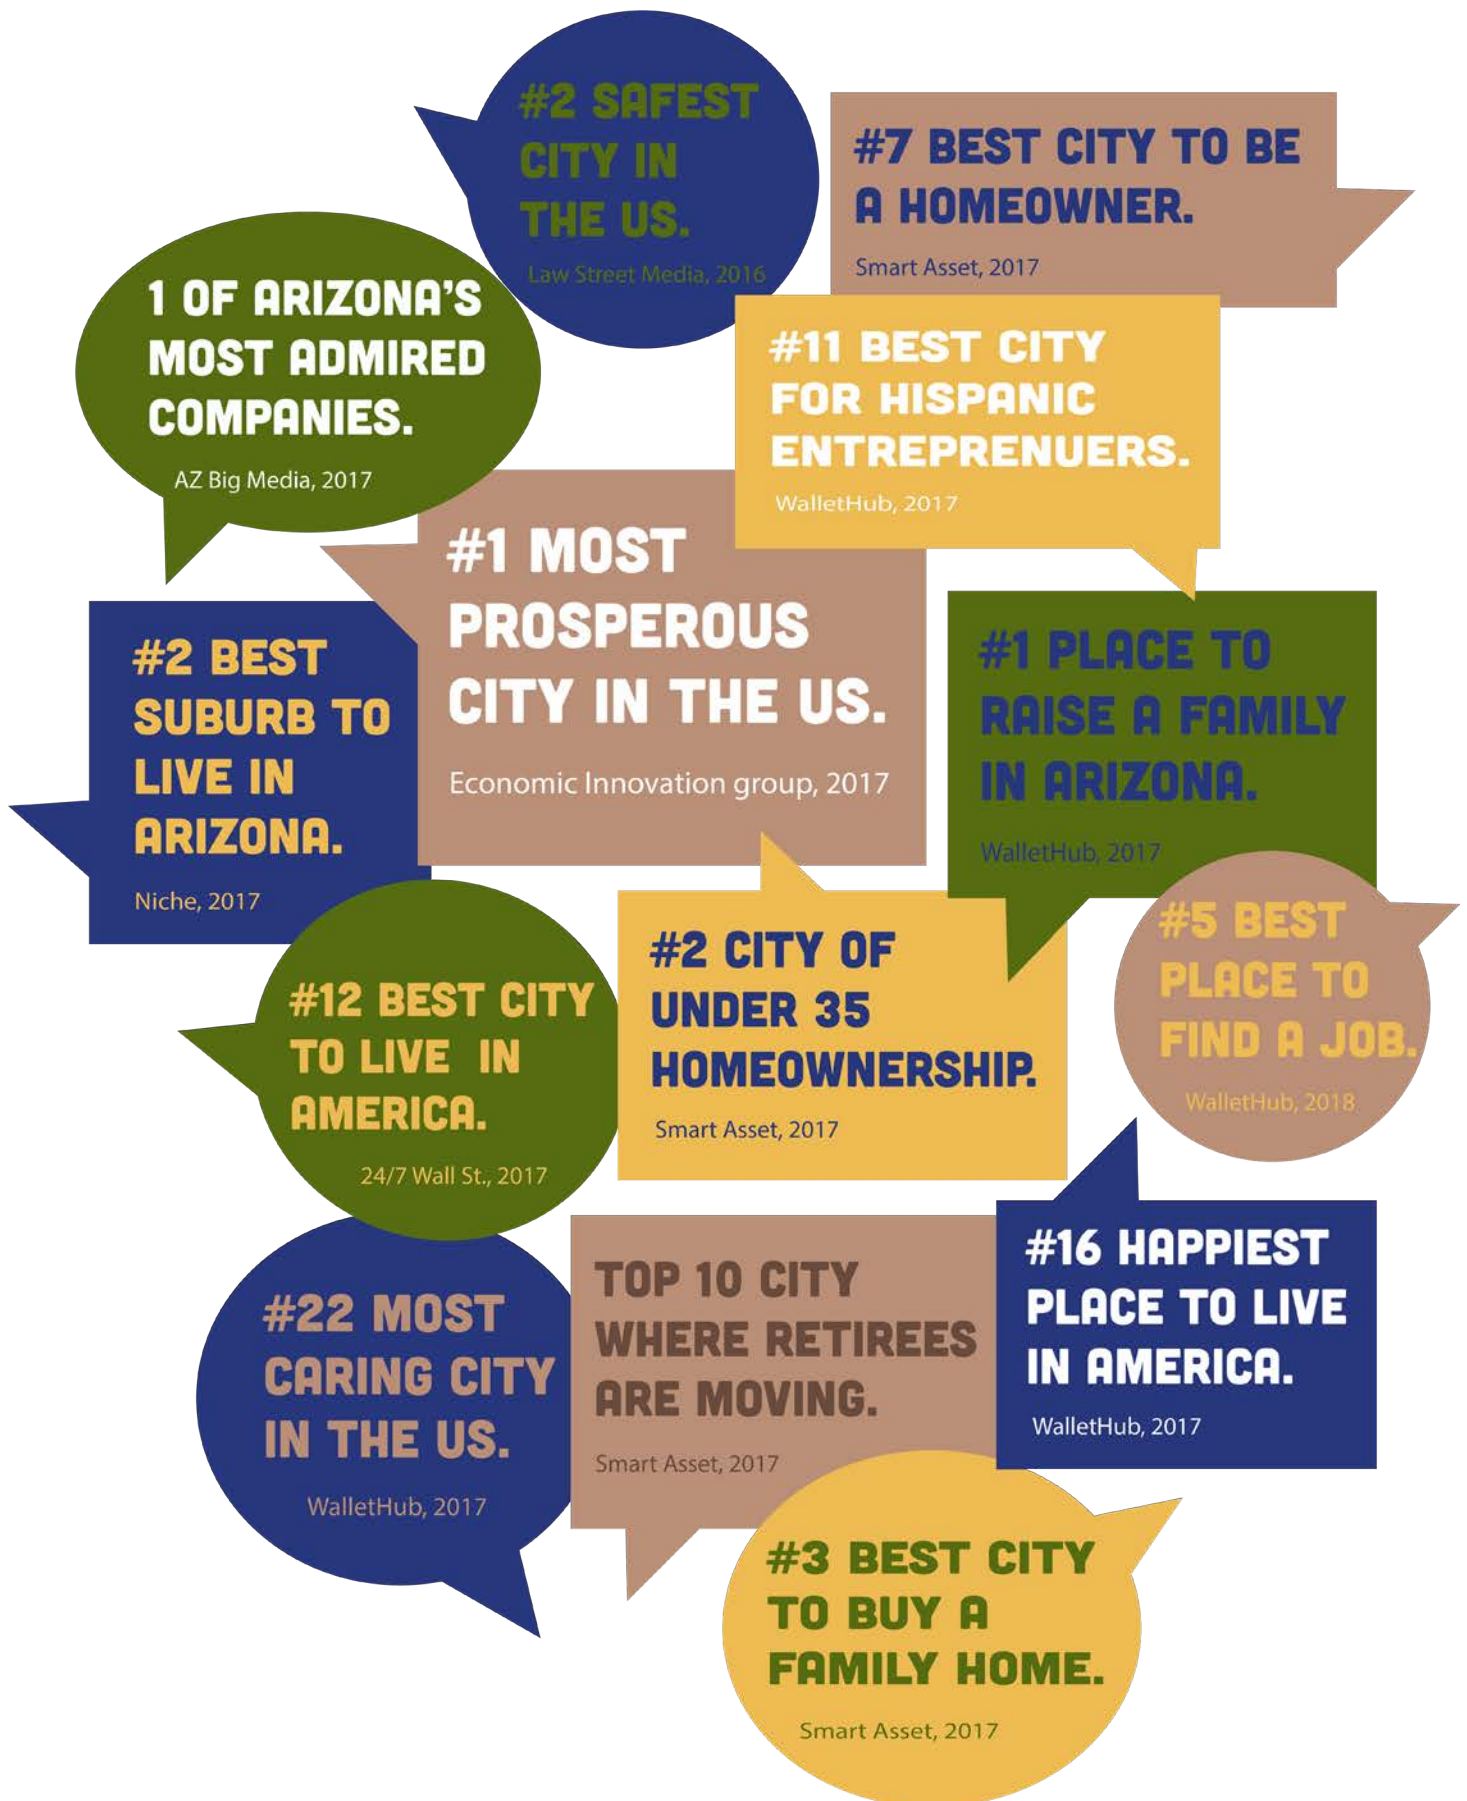 #2 SAFEST
CITY IN
THE US.
Law Street Media, 2016
#7 BEST CITY TO BE
A HOMEOWNER.
Smart Asset, 2017
1 OF ARIZONA'S
MOST ADMIRED
COMPANIES.
AZ Big Media, 2017
#11 BEST CITY
FOR HISPANIC
ENTREPRENUERS.
WalletHub, 2017
#1 MOST
PROSPEROUS
CITY IN THE US.
Economic Innovation group, 2017
#2 BEST
SUBURB TO
LIVE IN
ARIZONA.
Niche, 2017
#1 PLACE TO
RAISE A FAMILY
IN ARIZONA.
WalletHub, 2017
#12 BEST CITY
TO LIVE IN
AMERICA.
24/7 Wall St., 2017
#2 CITY OF
UNDER 35
HOMEOWNERSHIP.
Smart Asset, 2017
#5 BEST
PLACE TO
FIND A JOB.
WalletHub, 2018
#22 MOST
CARING CITY
IN THE US.
WalletHub, 2017
TOP 10 CITY
WHERE RETIREES
ARE MOVING.
Smart Asset, 2017
#16 HAPPIEST
PLACE TO LIVE
IN AMERICA.
WalletHub, 2017
#3 BEST CITY
TO BUY A
FAMILY HOME.
Smart Asset, 2017